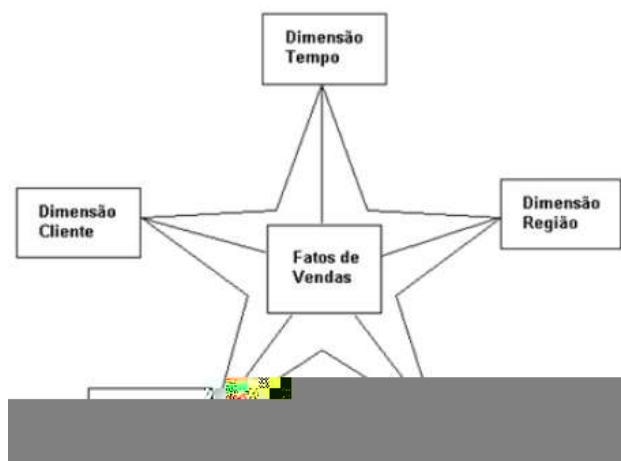 Dimensão
Tempo
Dimensão
Cliente
Dimensão
Região
Fatos de
Vendas